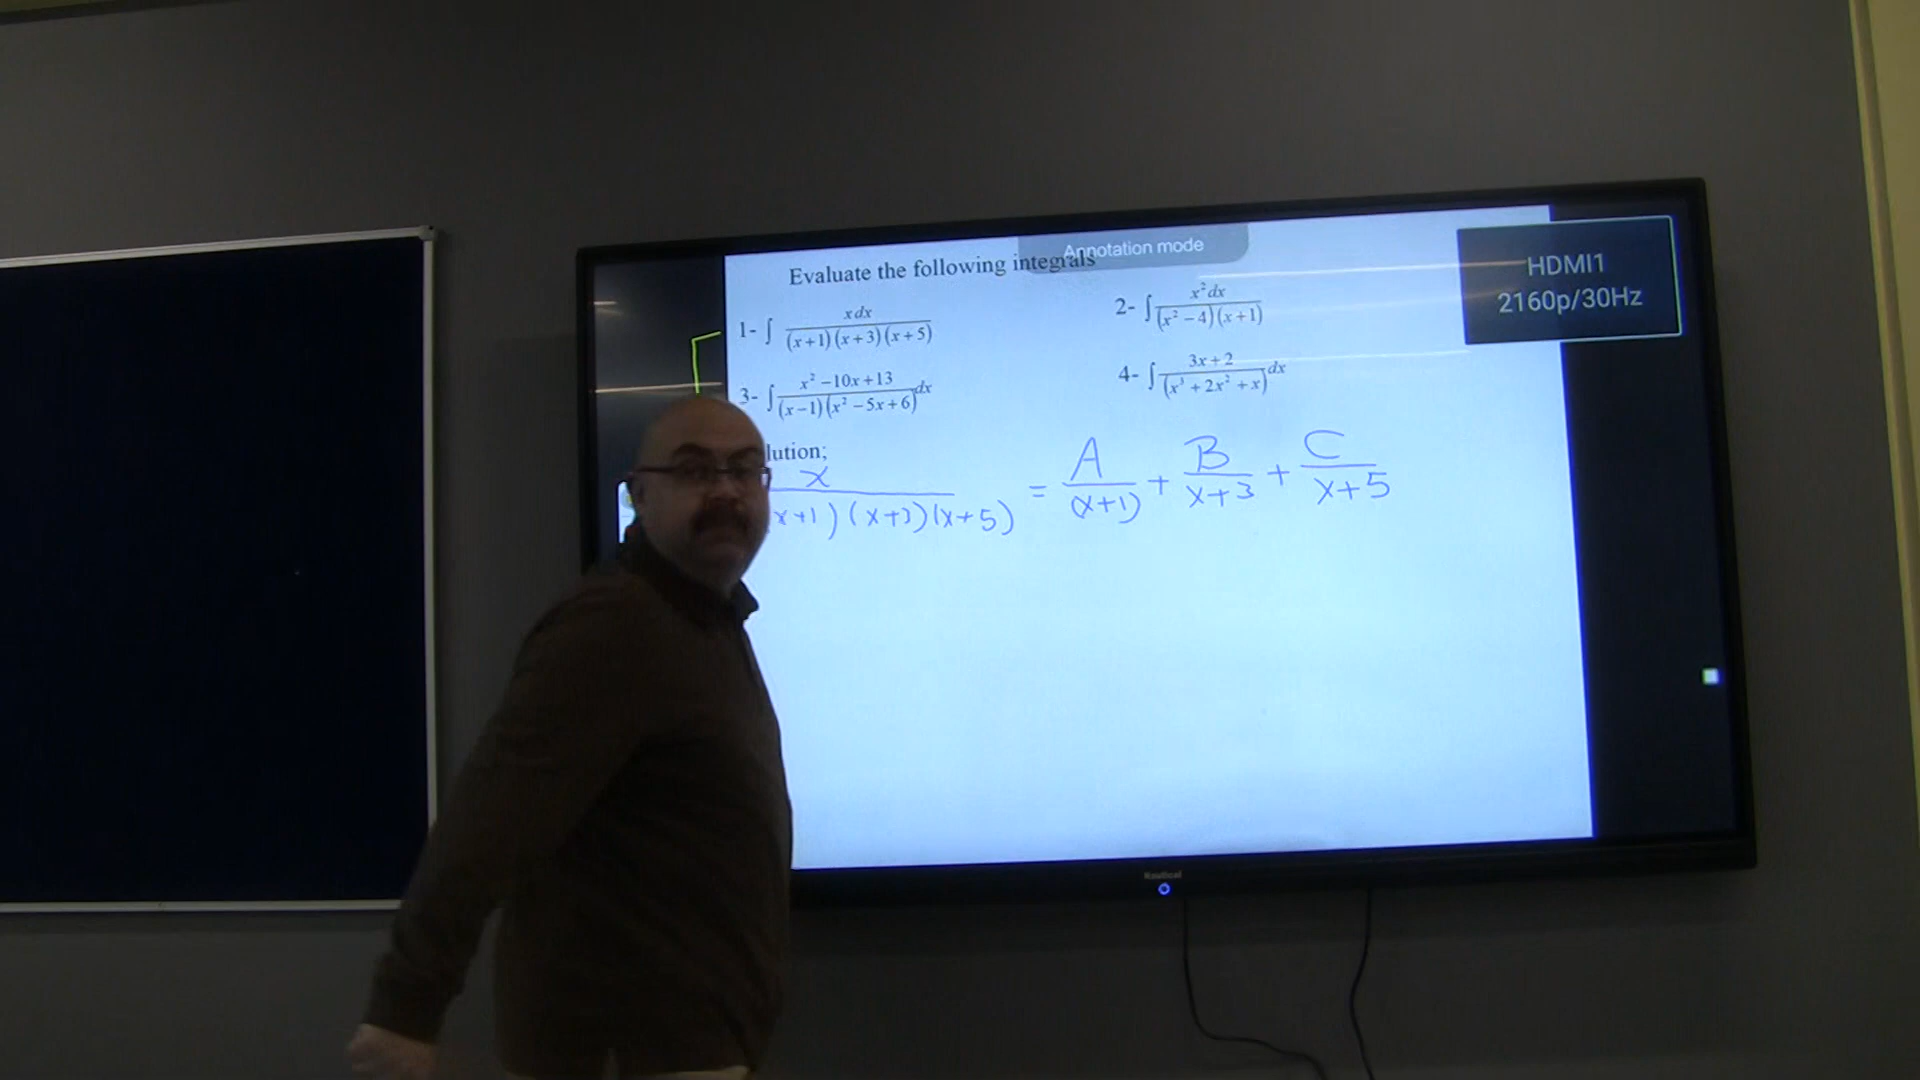 Annotation mode
HDMI1
2160p/30Hz
Evaluate the following integrals
1- ∫ x dx / (x+1)(x+3)(x+5)
2- ∫ x² dx / (x² −4)(x+1)
3- ∫ x² −10x+13 / (x−1)(x² −5x+6) dx
4- ∫ 3x+2 / (x³ +2x² +x) dx
lution;
x / x+1)(x+3)(x+5) = A / (x+1) + B / x+3 + C / x+5